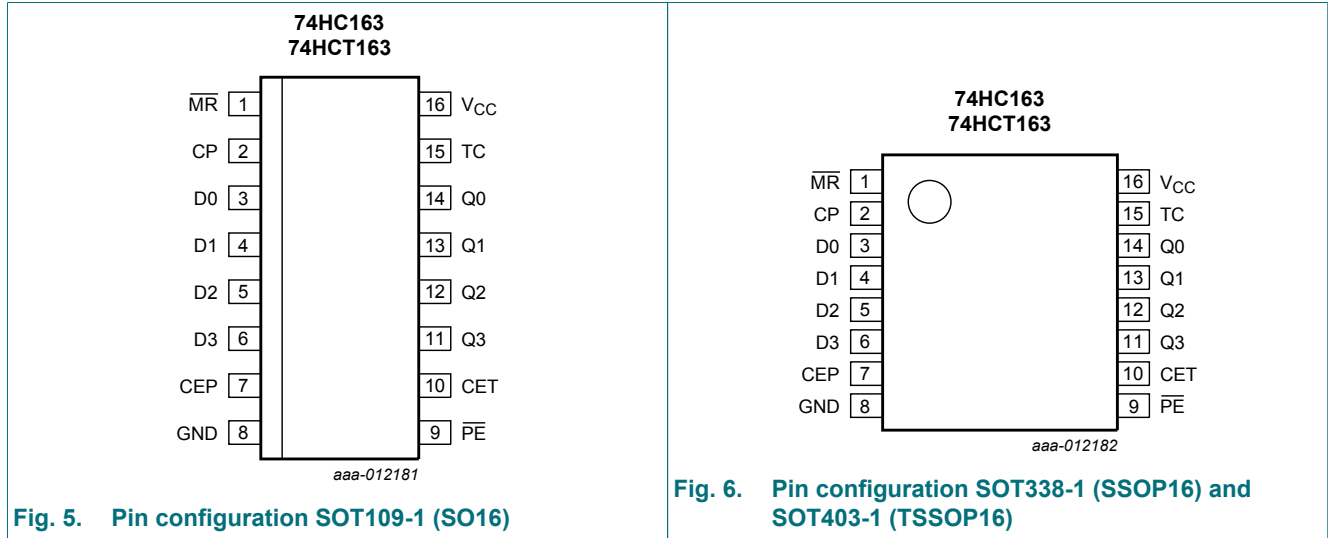 74HC163
74HCT163
MR 1
CP 2
D0 3
D1 4
D2 5
D3 6
CEP 7
GND 8
16 VCC
15 TC
14 Q0
13 Q1
12 Q2
11 Q3
10 CET
9 PE
aaa-012181
Fig. 5. Pin configuration SOT109-1 (SO16)
74HC163
74HCT163
MR 1
CP 2
D0 3
D1 4
D2 5
D3 6
CEP 7
GND 8
16 VCC
15 TC
14 Q0
13 Q1
12 Q2
11 Q3
10 CET
9 PE
aaa-012182
Fig. 6. Pin configuration SOT338-1 (SSOP16) and
SOT403-1 (TSSOP16)